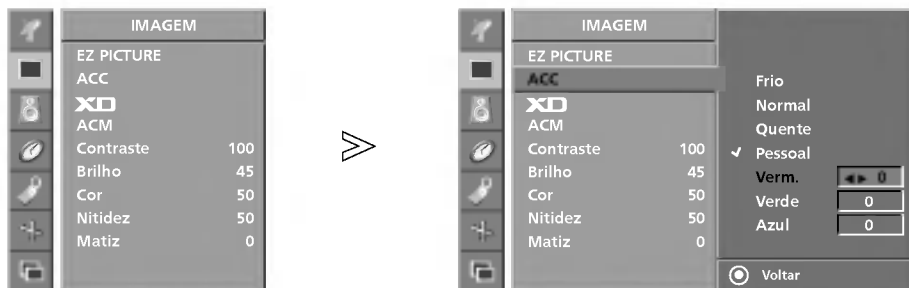 IMAGEM
EZ PICTURE
ACC
XD
ACM
Contraste 100
Brilho 45
Cor 50
Nitidez 50
Matiz 0
IMAGEM
EZ PICTURE
ACC
XD
ACM
Contraste 100
Brilho 45
Cor 50
Nitidez 50
Matiz 0
Frio
Normal
Quente
Pessoal
Verm. 0
Verde 0
Azul 0
Voltar